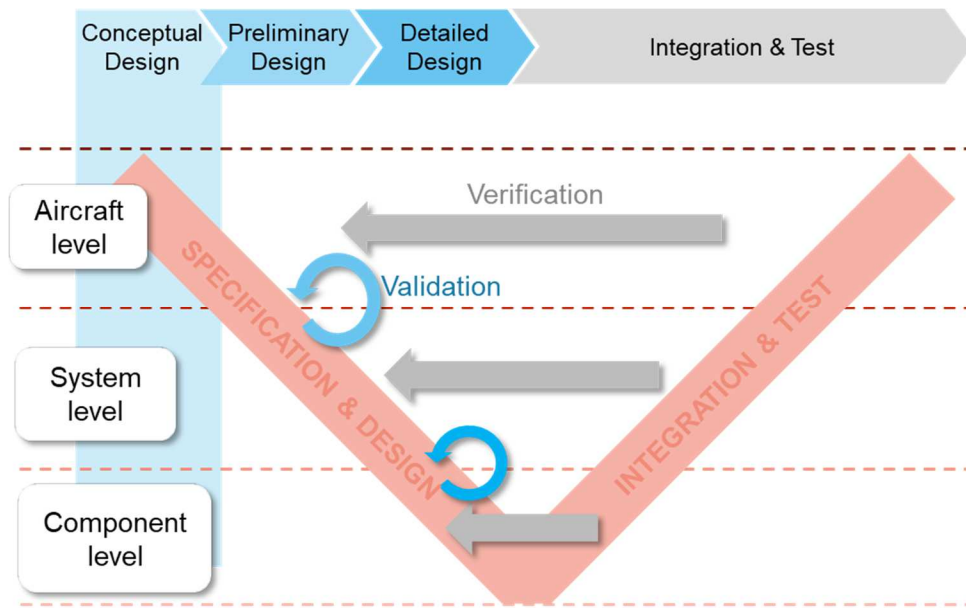 Conceptual
Design
Preliminary
Design
Detailed
Design
Integration & Test
Aircraft
level
Verification
SPECIFICATION & DESIGN
Validation
INTEGRATION & TEST
System
level
Component
level